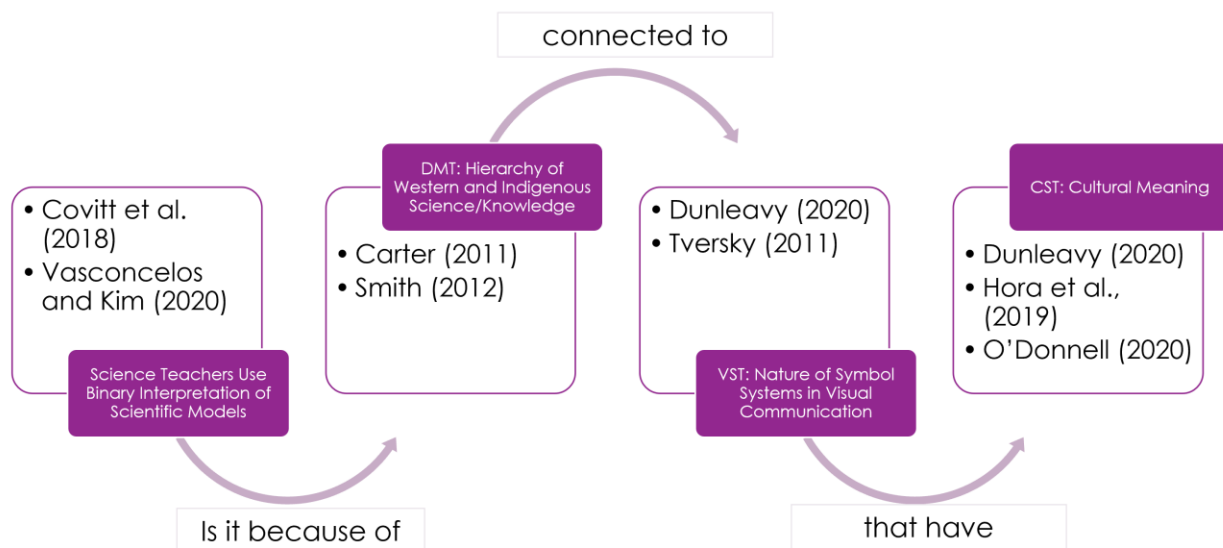 connected to
DMT: Hierarchy of
Western and Indigenous
Science/Knowledge
CST: Cultural Meaning
• Covitt et al.
(2018)
• Vasconcelos
and Kim (2020)
• Carter (2011)
• Smith (2012)
• Dunleavy (2020)
• Tversky (2011)
• Dunleavy (2020)
• Hora et al.,
(2019)
• O’Donnell (2020)
Science Teachers Use
Binary Interpretation of
Scientific Models
VST: Nature of Symbol
Systems in Visual
Communication
Is it because of
that have